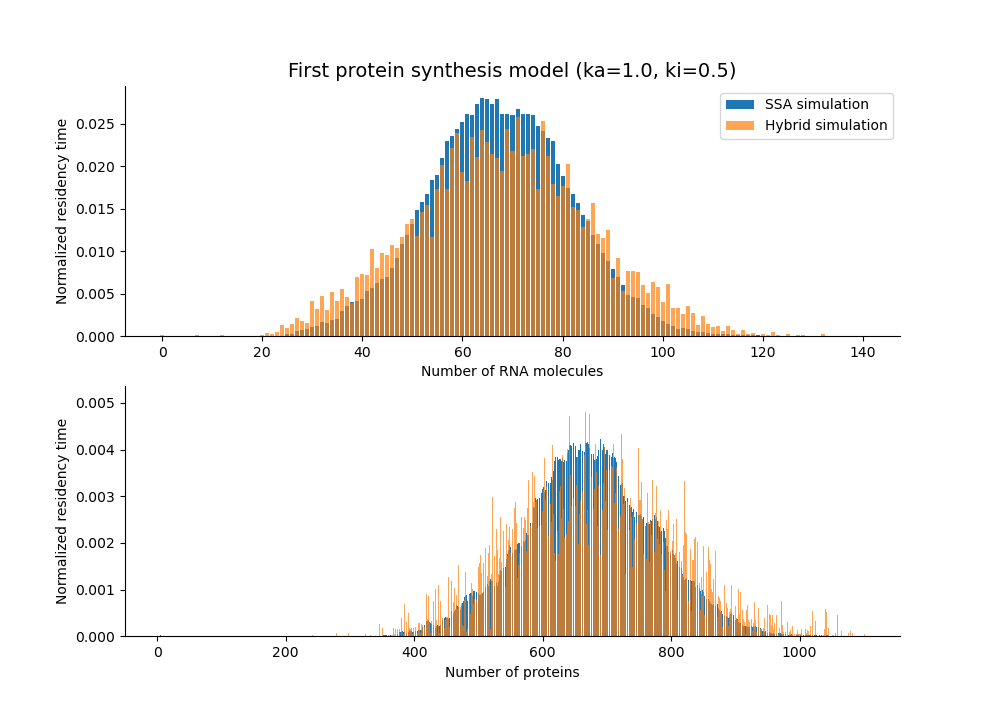 First protein synthesis model (ka=1.0, ki=0.5)
SSA simulation
Hybrid simulation
Normalized residency time
0.025
0.020
0.015
0.010
0.005
0.000
0 20 40 60 80 100 120 140
Number of RNA molecules
Normalized residency time
0.005
0.004
0.003
0.002
0.001
0.000
0 200 400 600 800 1000
Number of proteins